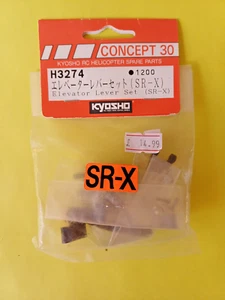 CONCEPT 30
KYOSHO RC HELICOPTER SPARE PARTS
H3274 ●1200
エレベーターレバーセット(SR-X)
Elevator Lever Set (SR-X)
KYOSHO
14.99
SR-X